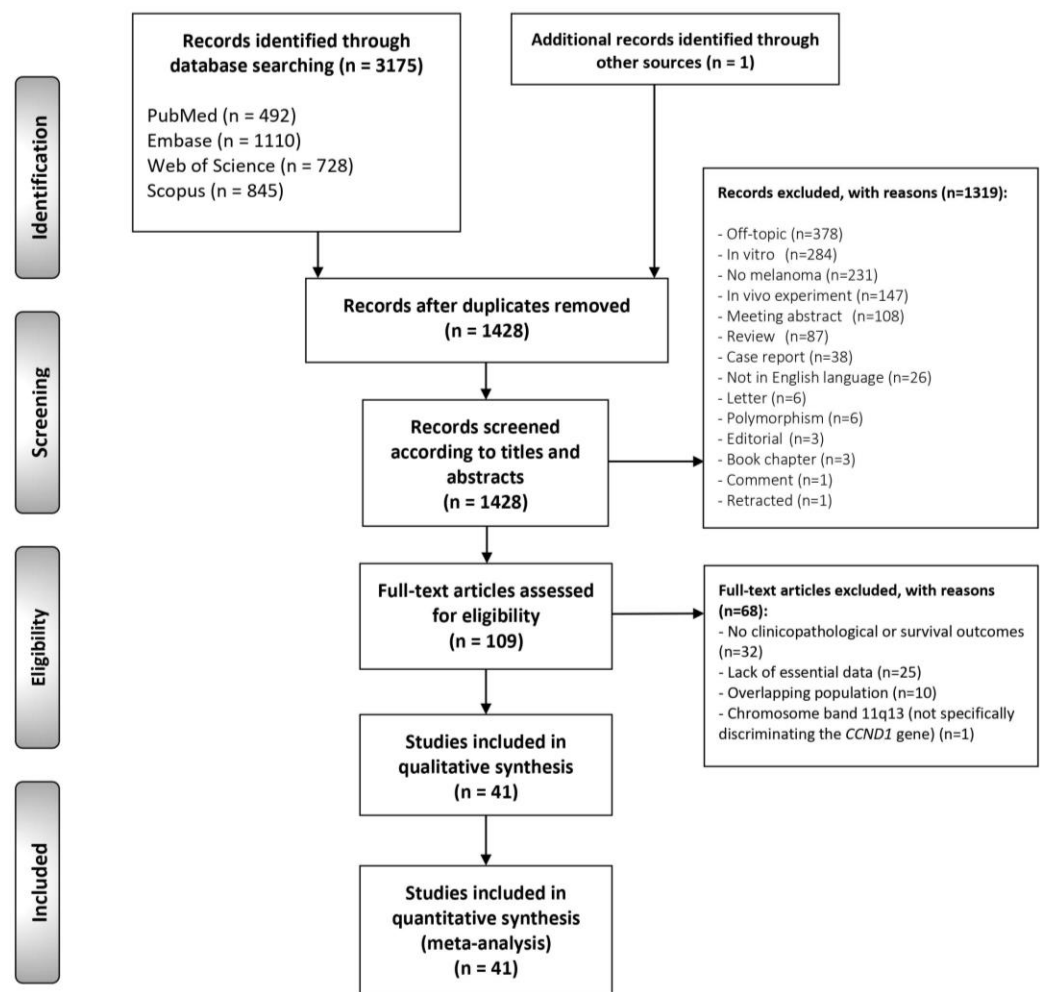 Records identified through
database searching (n = 3175)
PubMed (n = 492)
Embase (n = 1110)
Web of Science (n = 728)
Scopus (n = 845)
Additional records identified through
other sources (n = 1)
Identification
Records excluded, with reasons (n=1319):
- Off-topic (n=378)
- In vitro (n=284)
- No melanoma (n=231)
- In vivo experiment (n=147)
- Meeting abstract (n=108)
- Review (n=87)
- Case report (n=38)
- Not in English language (n=26)
- Letter (n=6)
- Polymorphism (n=6)
- Editorial (n=3)
- Book chapter (n=3)
- Comment (n=1)
- Retracted (n=1)
Records after duplicates removed
(n = 1428)
Screening
Records screened
according to titles and
abstracts
(n = 1428)
Eligibility
Full-text articles assessed
for eligibility
(n = 109)
Full-text articles excluded, with reasons
(n=68):
- No clinicopathological or survival outcomes
(n=32)
- Lack of essential data (n=25)
- Overlapping population (n=10)
- Chromosome band 11q13 (not specifically
discriminating the CCND1 gene) (n=1)
Studies included in
qualitative synthesis
(n = 41)
Included
Studies included in
quantitative synthesis
(meta-analysis)
(n = 41)